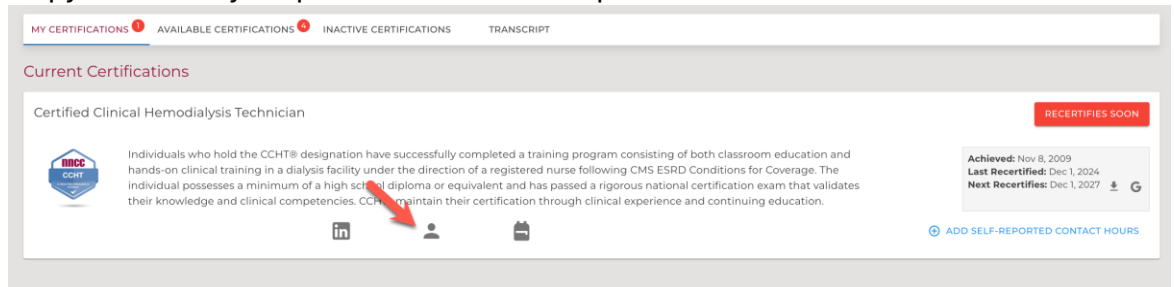 MY CERTIFICATIONS 1 AVAILABLE CERTIFICATIONS 4 INACTIVE CERTIFICATIONS TRANSCRIPT
Current Certifications
Certified Clinical Hemodialysis Technician
RECERTIFIES SOON
nncc
CCHT
Individuals who hold the CCHT® designation have successfully completed a training program consisting of both classroom education and
hands-on clinical training in a dialysis facility under the direction of a registered nurse following CMS ESRD Conditions for Coverage. The
individual possesses a minimum of a high school diploma or equivalent and has passed a rigorous national certification exam that validates
their knowledge and clinical competencies. maintain their certification through clinical experience and continuing education.
Achieved: Nov 8, 2009
Last Recertified: Dec 1, 2024
Next Recertifies: Dec 1, 2027 G
in
ADD SELF-REPORTED CONTACT HOURS